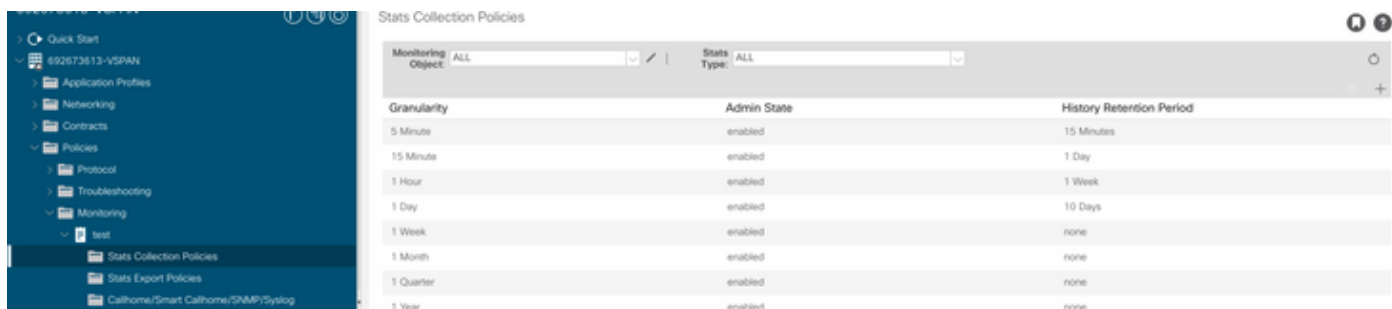 Quick Start
692673613-VSPAN
Application Profiles
Networking
Contracts
Policies
Protocol
Troubleshooting
Monitoring
test
Stats Collection Policies
Stats Export Policies
Callhome/Smart Callhome/SNMP/Syslog
Stats Collection Policies
Monitoring Object: ALL Stats Type: ALL
Granularity Admin State History Retention Period
5 Minute enabled 15 Minutes
15 Minute enabled 1 Day
1 Hour enabled 1 Week
1 Day enabled 10 Days
1 Week enabled none
1 Month enabled none
1 Quarter enabled none
1 Year enabled none